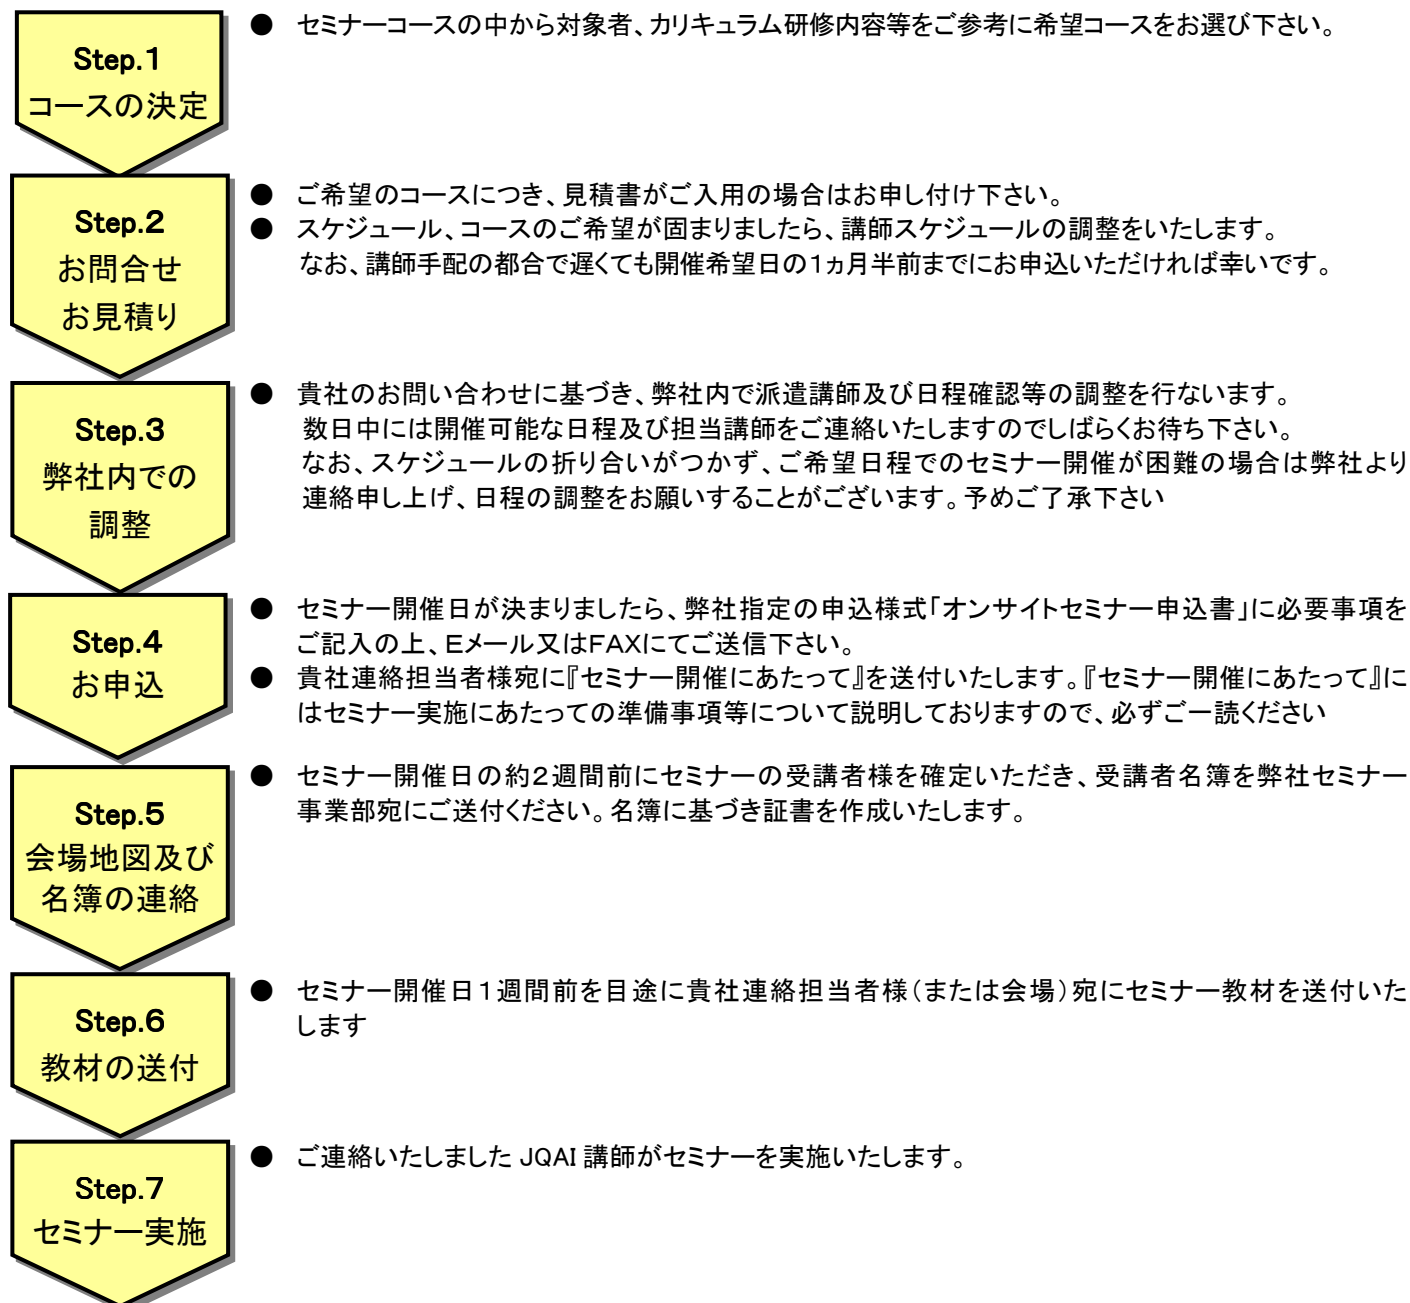 Step.1
コースの決定
● セミナーコースの中から対象者、カリキュラム研修内容等をご参考に希望コースをお選び下さい。
Step.2
お問合せ
お見積り
● ご希望のコースにつき、見積書がご入用の場合はお申し付け下さい。
● スケジュール、コースのご希望が固まりましたら、講師スケジュールの調整をいたします。
なお、講師手配の都合で遅くても開催希望日の1ヵ月半前までにお申込いただければ幸いです。
Step.3
弊社内での
調整
● 貴社のお問い合わせに基づき、弊社内で派遣講師及び日程確認等の調整を行ないます。
数日中には開催可能な日程及び担当講師をご連絡いたしますのでしばらくお待ち下さい。
なお、スケジュールの折り合いがつかず、ご希望日程でのセミナー開催が困難の場合は弊社より
連絡申し上げ、日程の調整をお願いすることがございます。予めご了承下さい
Step.4
お申込
● セミナー開催日が決まりましたら、弊社指定の申込様式「オンサイトセミナー申込書」に必要事項を
ご記入の上、Eメール又はFAXにてご送信下さい。
● 貴社連絡担当者様宛に『セミナー開催にあたって』を送付いたします。『セミナー開催にあたって』に
はセミナー実施にあたっての準備事項等について説明しておりますので、必ずご一読ください
Step.5
会場地図及び
名簿の連絡
● セミナー開催日の約2週間前にセミナーの受講者様を確定いただき、受講者名簿を弊社セミナー
事業部宛にご送付ください。名簿に基づき証書を作成いたします。
Step.6
教材の送付
● セミナー開催日1週間前を目途に貴社連絡担当者様(または会場)宛にセミナー教材を送付いた
します
Step.7
セミナー実施
● ご連絡いたしました JQAI 講師がセミナーを実施いたします。